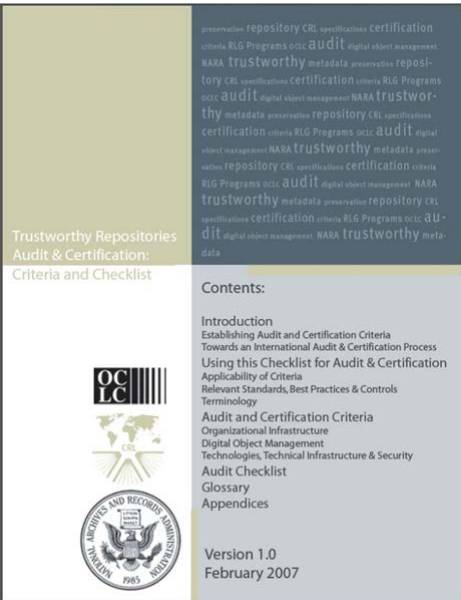 preservation repository CRL specifications certification
criteria RLG Programs OCLC audit digital object management
NARA trustworthy metadata preservation reposi-
tory CRL specifications certification criteria RLG Programs
OCLC audit digital object management NARA trustwor-
thy metadata preservation repository CRL specifications
certification criteria RLG Programs OCLC audit digital
object management NARA trustworthy metadata preser-
vation repository CRL specifications certification criteria
RLG Programs OCLC audit digital object management NARA
trustworthy metadata preservation repository CRL
specifications certification criteria RLG Programs OCLC au-
dit digital object management NARA trustworthy meta-
data
Trustworthy Repositories
Audit & Certification:
Criteria and Checklist
Contents:
Introduction
Establishing Audit and Certification Criteria
Towards an International Audit & Certification Process
Using this Checklist for Audit & Certification
Applicability of Criteria
Relevant Standards, Best Practices & Controls
Terminology
Audit and Certification Criteria
Organizational Infrastructure
Digital Object Management
Technologies, Technical Infrastructure & Security
Audit Checklist
Glossary
Appendices
OC
LC
CRL
NATIONAL ARCHIVES AND RECORDS ADMINISTRATION
LITTERA
SCRIPTA
MANET
1985
Version 1.0
February 2007